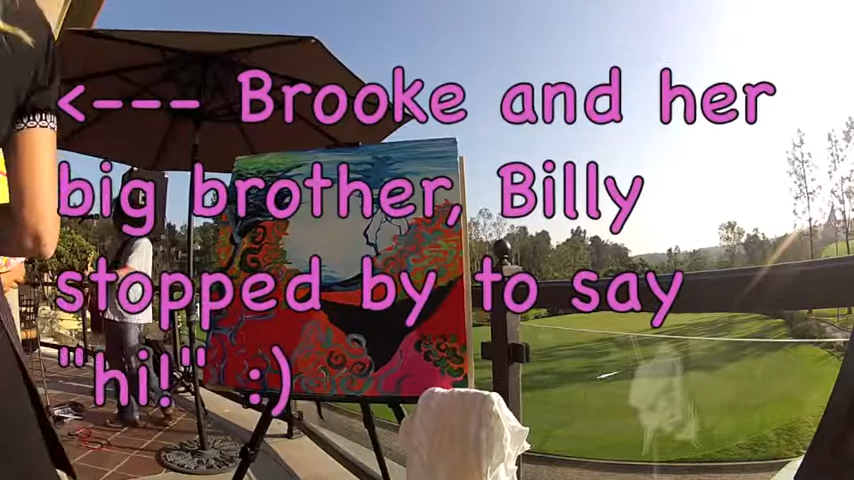 <--- Brooke and her
big brother, Billy
stopped by to say
"hi!" :)